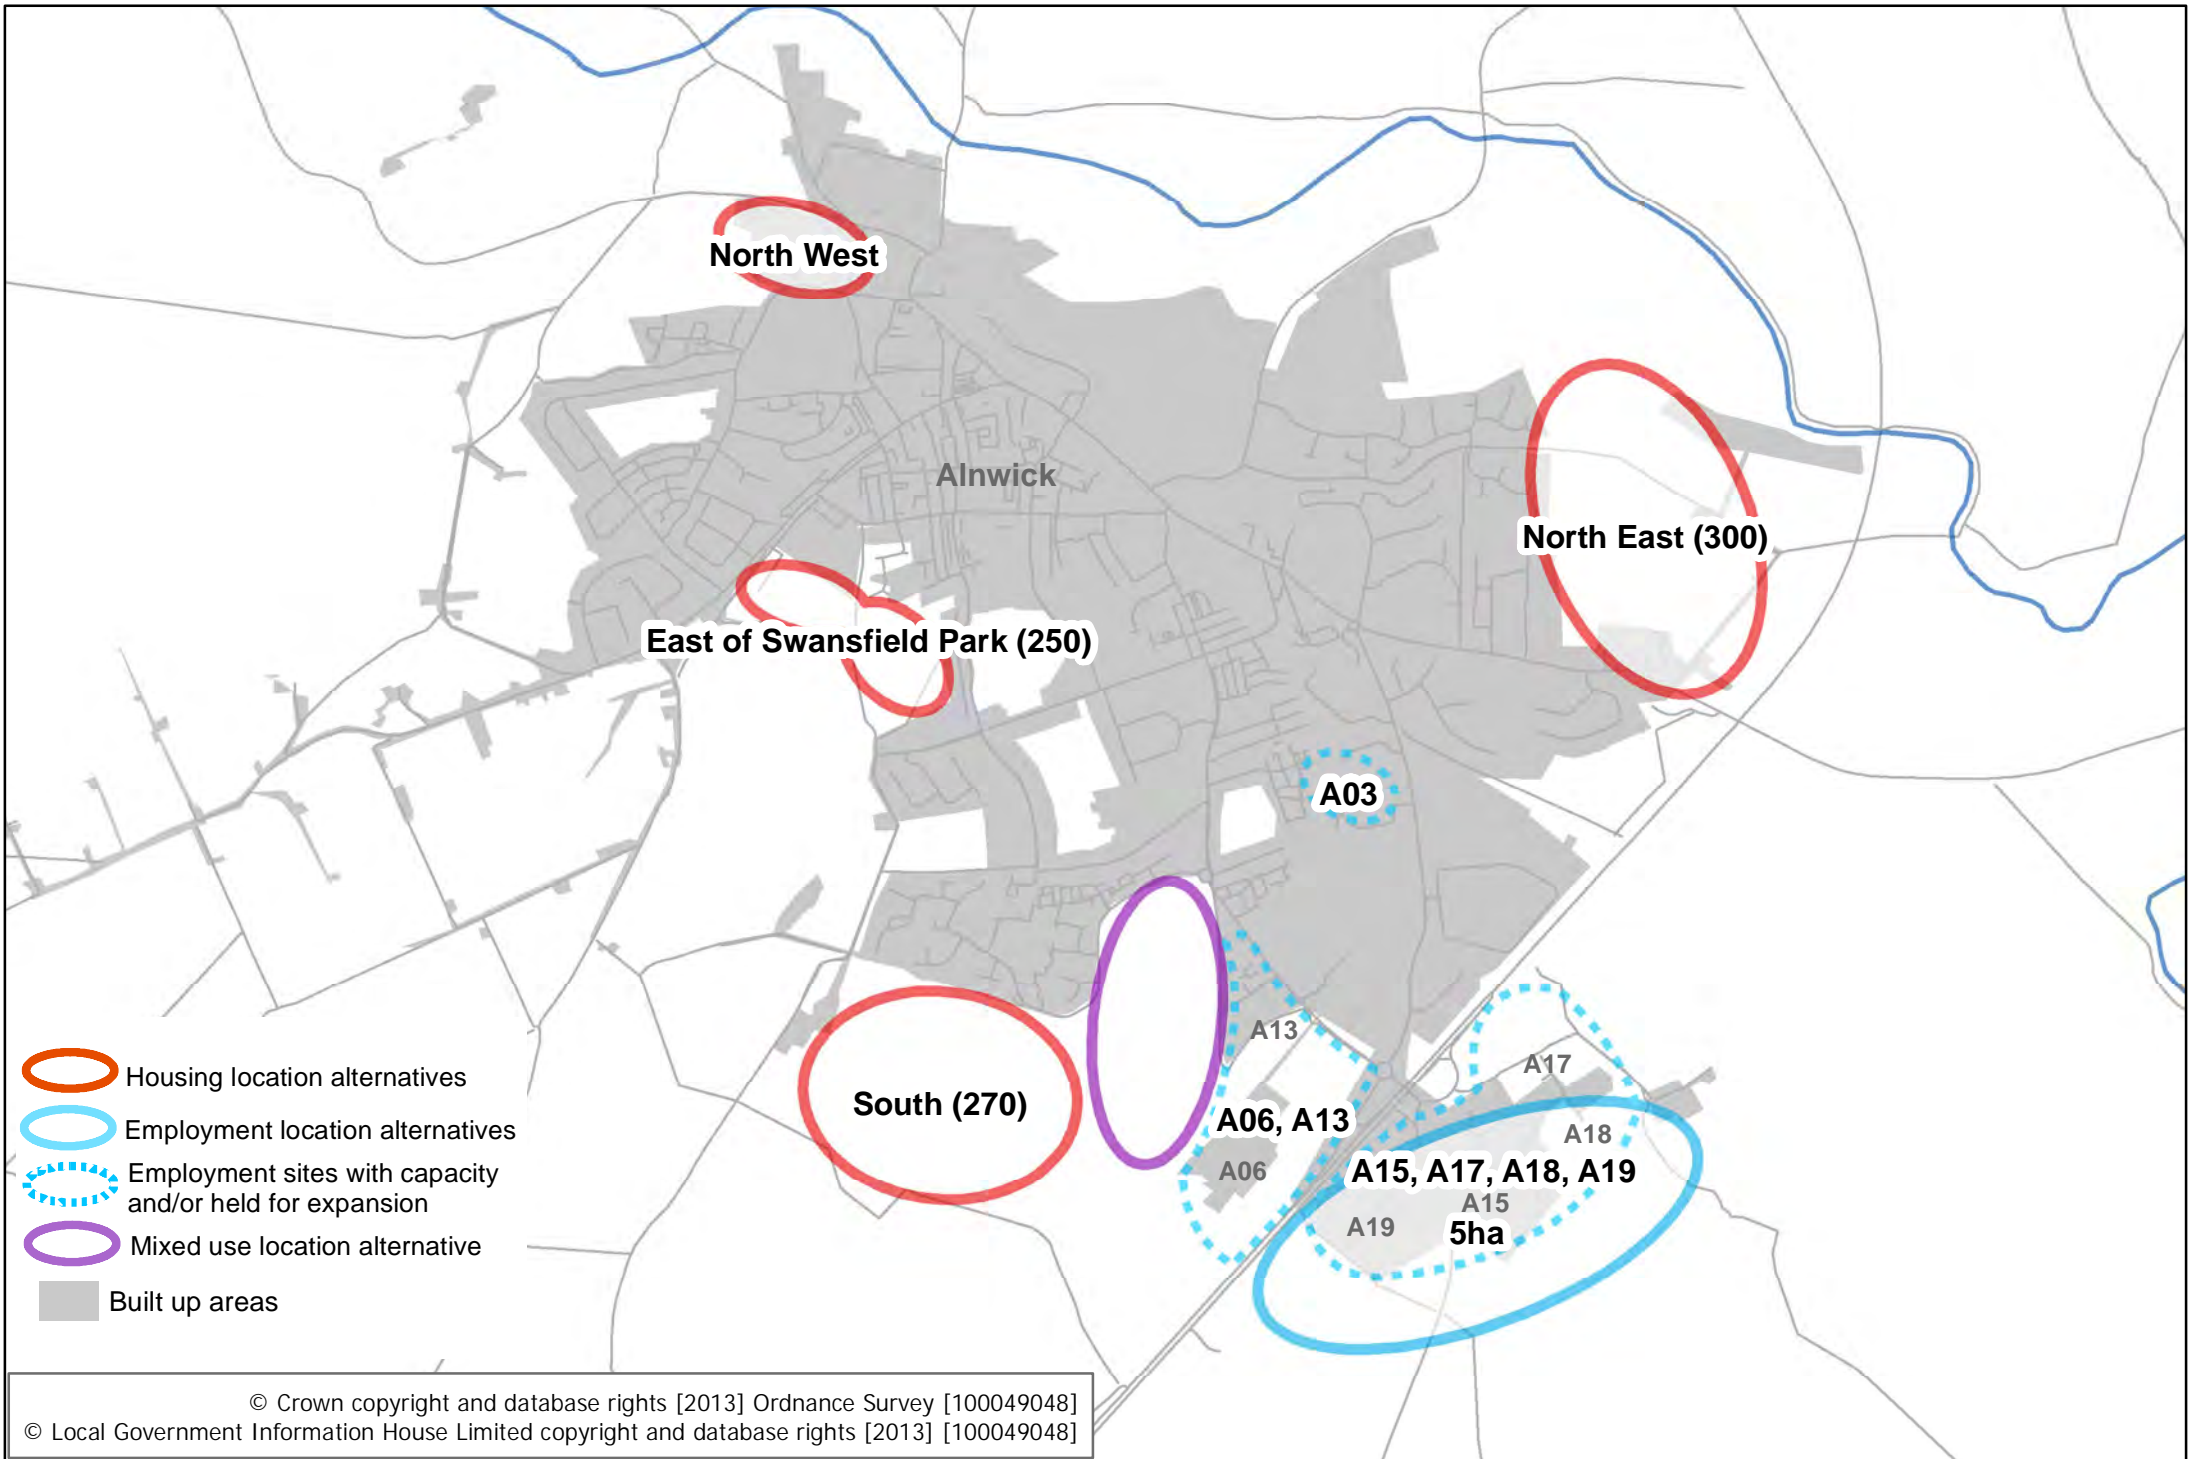 North West
Alnwick
North East (300)
East of Swansfield Park (250)
A03
A13
A17
South (270)
A06, A13
A18
A06
A15, A17, A18, A19
A15
A19
5ha
Housing location alternatives
Employment location alternatives
Employment sites with capacity
and/or held for expansion
Mixed use location alternative
Built up areas
© Crown copyright and database rights [2013] Ordnance Survey [100049048]
© Local Government Information House Limited copyright and database rights [2013] [100049048]